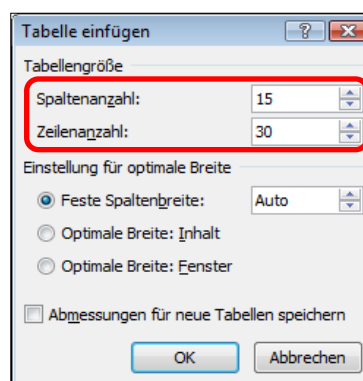 Tabelle einfügen
Tabellengröße
Spaltenanzahl: 15
Zeilenanzahl: 30
Einstellung für optimale Breite
Feste Spaltenbreite: Auto
Optimale Breite: Inhalt
Optimale Breite: Fenster
Abmessungen für neue Tabellen speichern
OK Abbrechen